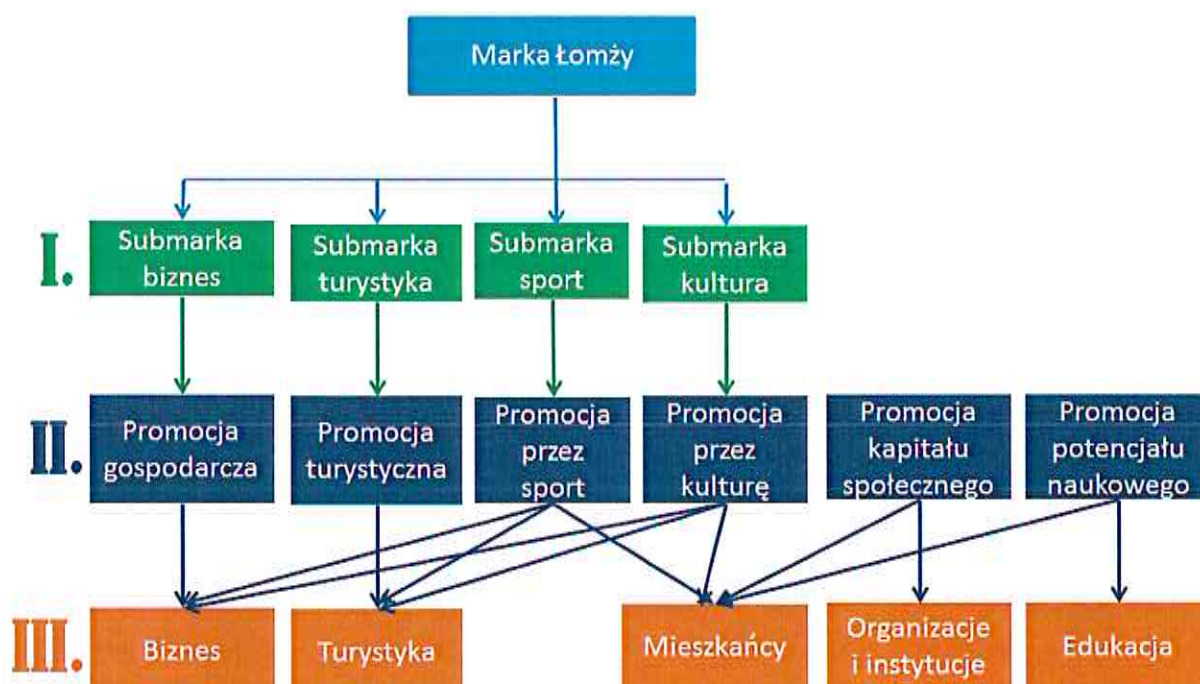 Marka Łomży
I.
Submarka
biznes
Submarka
turystyka
Submarka
sport
Submarka
kultura
II.
Promocja
gospodarcza
Promocja
turystyczna
Promocja
przez
sport
Promocja
przez
kulturę
Promocja
kapitału
społecznego
Promocja
potencjału
naukowego
III.
Biznes
Turystyka
Mieszkańcy
Organizacje
i instytucje
Edukacja